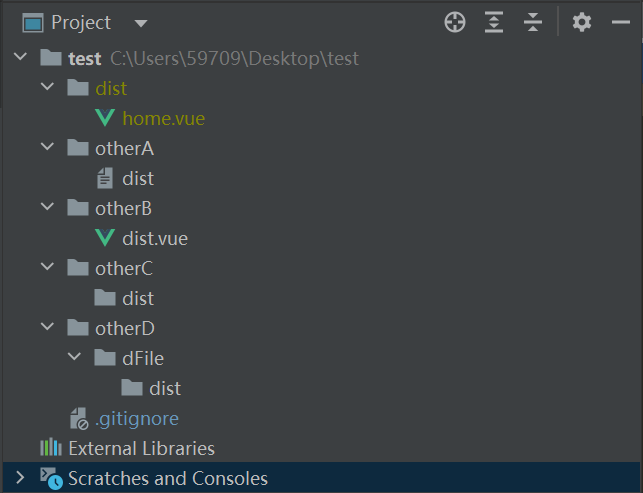 Project
test C:\Users\59709\Desktop\test
dist
home.vue
otherA
dist
otherB
dist.vue
otherC
dist
otherD
dFile
dist
.gitignore
External Libraries
Scratches and Consoles